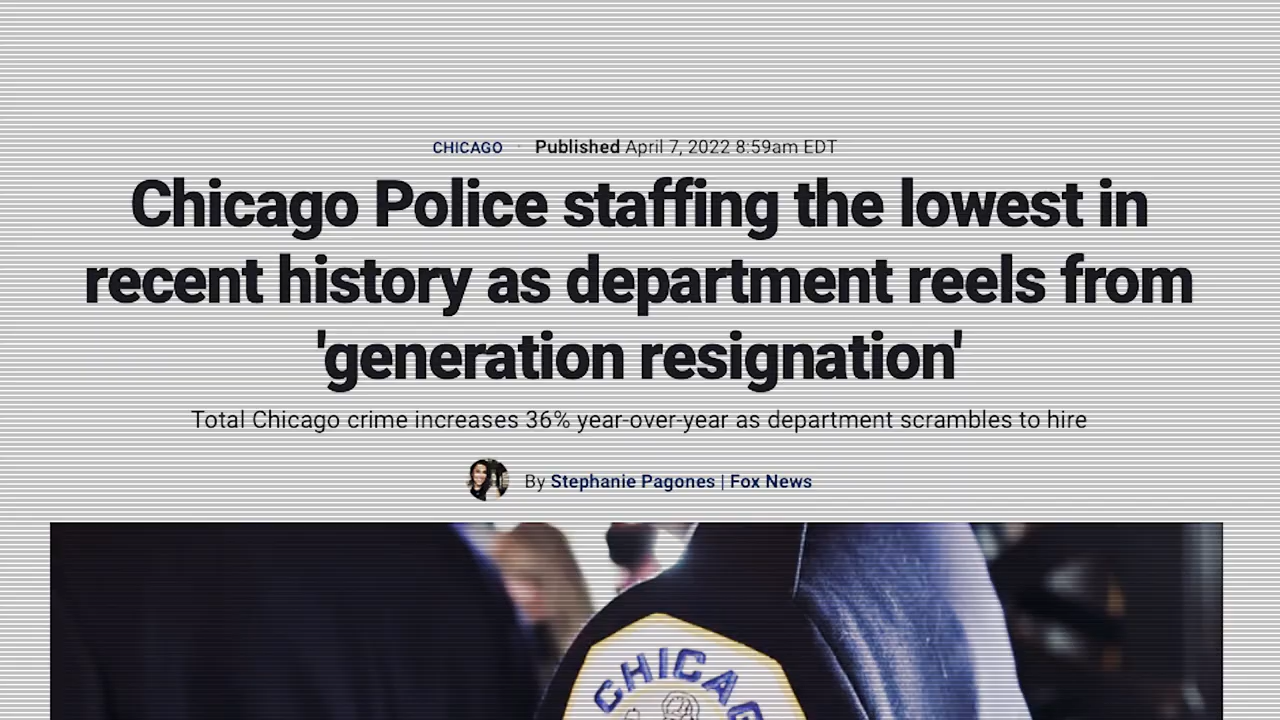 CHICAGO · Published April 7, 2022 8:59am EDT
Chicago Police staffing the lowest in
recent history as department reels from
'generation resignation'
Total Chicago crime increases 36% year-over-year as department scrambles to hire
By Stephanie Pagones | Fox News
CHICAG